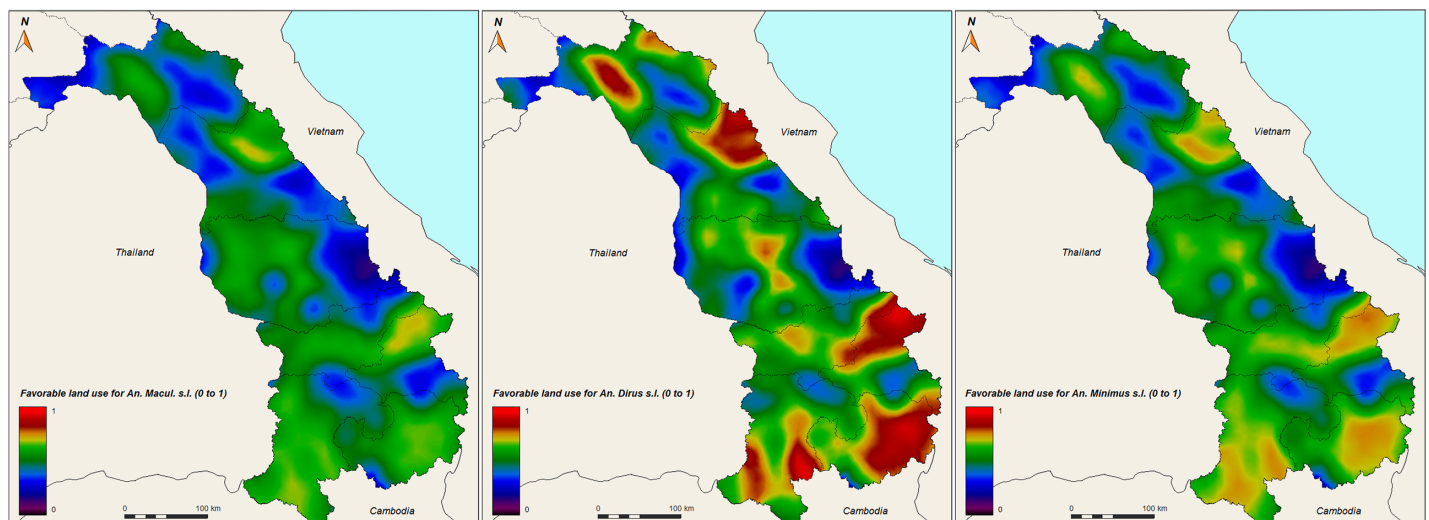 N
Vietnam
Thailand
Favorable land use for An. Macul. s.l. (0 to 1)
1
0
0 100 km
Cambodia
N
Vietnam
Thailand
Favorable land use for An. Dirus s.l. (0 to 1)
1
0
0 100 km
Cambodia
N
Vietnam
Thailand
Favorable land use for An. Minimus s.l. (0 to 1)
1
0
0 100 km
Cambodia